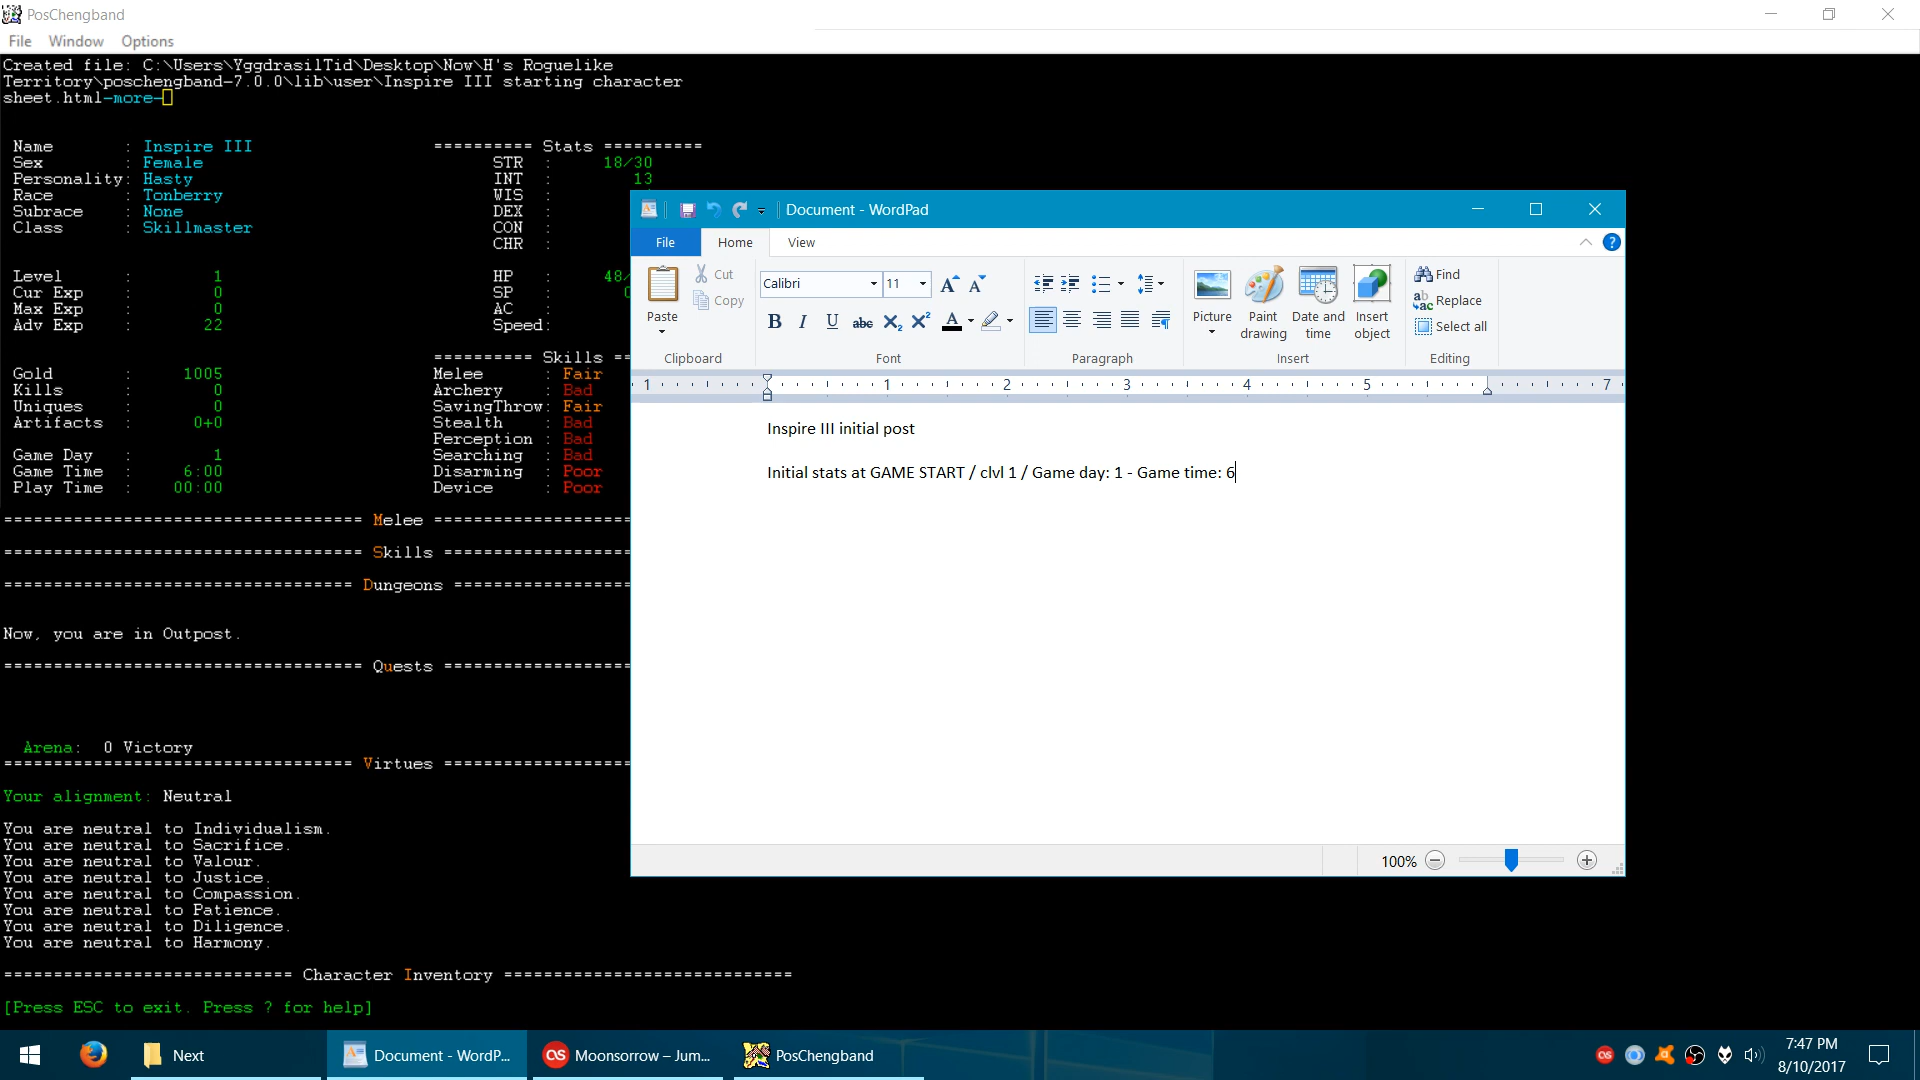 PosChengband
File Window Options
Created file: C:\Users\YggdrasilTid\Desktop\Now\H's Roguelike
Territory\poschengband-7.0.0\lib\user\Inspire III starting character
sheet.html-more-
Name : Inspire III
Sex : Female
Personality: Hasty
Race : Tonberry
Subrace : None
Class : Skillmaster
Level : 1
Cur Exp : 0
Max Exp : 0
Adv Exp : 22
Gold : 1005
Kills : 0
Uniques : 0
Artifacts : 0+0
Game Day : 1
Game Time : 6:00
Play Time : 00:00
========== Stats ==========
STR : 18/30
INT : 13
WIS :
DEX :
CON :
CHR :
HP : 48/
SP :
AC :
Speed:
========== Skills ==
Melee : Fair
Archery : Bad
SavingThrow: Fair
Stealth : Bad
Perception : Bad
Searching : Bad
Disarming : Poor
Device : Poor
==================================== Melee ====================
==================================== Skills ===================
=================================== Dungeons ==================
Now, you are in Outpost.
==================================== Quests ===================
Arena: 0 Victory
=================================== Virtues ===================
Your alignment: Neutral
You are neutral to Individualism.
You are neutral to Sacrifice.
You are neutral to Valour.
You are neutral to Justice.
You are neutral to Compassion.
You are neutral to Patience.
You are neutral to Diligence.
You are neutral to Harmony.
============================= Character Inventory =============================
[Press ESC to exit. Press ? for help]
Document - WordPad
File Home View
Paste
Cut
Copy
Clipboard
Calibri 11
Font
Paragraph
Picture
Paint drawing
Date and time
Insert object
Insert
Find
Replace
Select all
Editing
1 1 2 3 4 5 7
Inspire III initial post
Initial stats at GAME START / clvl 1 / Game day: 1 - Game time: 6
100%
Next
Document - WordP...
Moonsorrow – Jum...
PosChengband
7:47 PM
8/10/2017